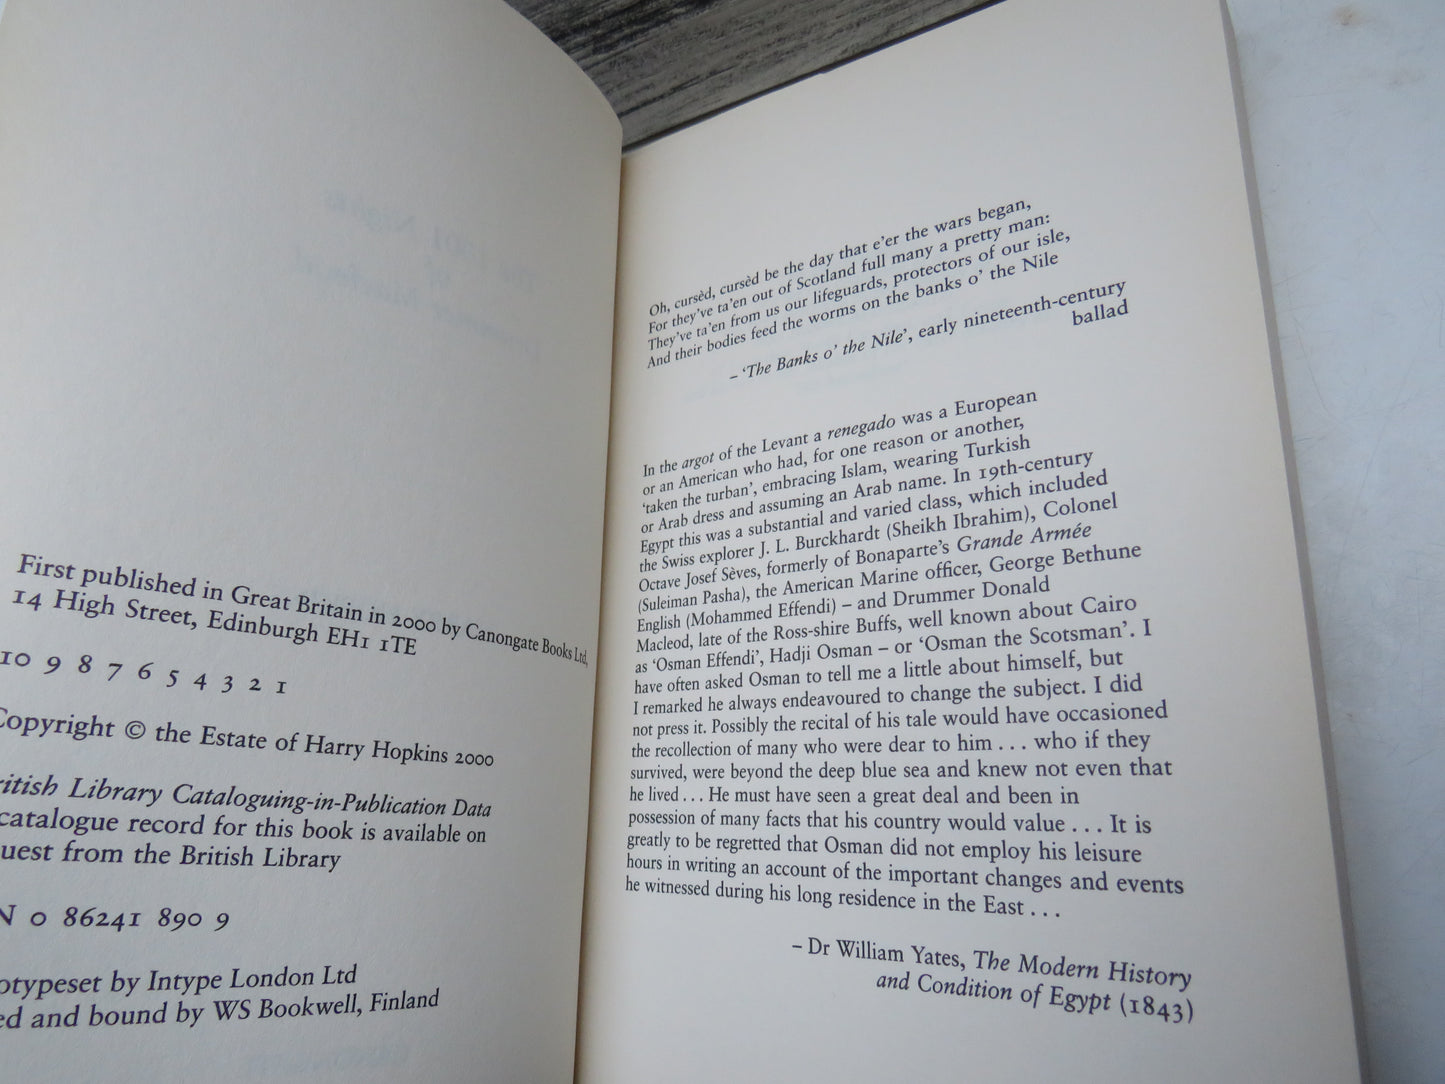 First published in Great Britain in 2000 by Canongate Books Ltd,
14 High Street, Edinburgh EH1 1TE
10 9 8 7 6 5 4 3 2 1
Copyright © the Estate of Harry Hopkins 2000
ritish Library Cataloguing-in-Publication Data
catalogue record for this book is available on
uest from the British Library
N 0 86241 890 9
otypeset by Intype London Ltd
ed and bound by WS Bookwell, Finland
Oh, cursèd, cursèd be the day that e'er the wars began,
For they've ta'en out of Scotland full many a pretty man:
They've ta'en from us our lifeguards, protectors of our isle,
And their bodies feed the worms on the banks o' the Nile
– 'The Banks o' the Nile', early nineteenth-century
ballad
In the argot of the Levant a renegado was a European
or an American who had, for one reason or another,
'taken the turban', embracing Islam, wearing Turkish
or Arab dress and assuming an Arab name. In 19th-century
Egypt this was a substantial and varied class, which included
the Swiss explorer J. L. Burckhardt (Sheikh Ibrahim), Colonel
Octave Josef Sèves, formerly of Bonaparte's Grande Armée
(Suleiman Pasha), the American Marine officer, George Bethune
English (Mohammed Effendi) – and Drummer Donald
Macleod, late of the Ross-shire Buffs, well known about Cairo
as 'Osman Effendi', Hadji Osman – or 'Osman the Scotsman'. I
have often asked Osman to tell me a little about himself, but
I remarked he always endeavoured to change the subject. I did
not press it. Possibly the recital of his tale would have occasioned
the recollection of many who were dear to him . . . who if they
survived, were beyond the deep blue sea and knew not even that
he lived . . . He must have seen a great deal and been in
possession of many facts that his country would value . . . It is
greatly to be regretted that Osman did not employ his leisure
hours in writing an account of the important changes and events
he witnessed during his long residence in the East . . .
– Dr William Yates, The Modern History
and Condition of Egypt (1843)